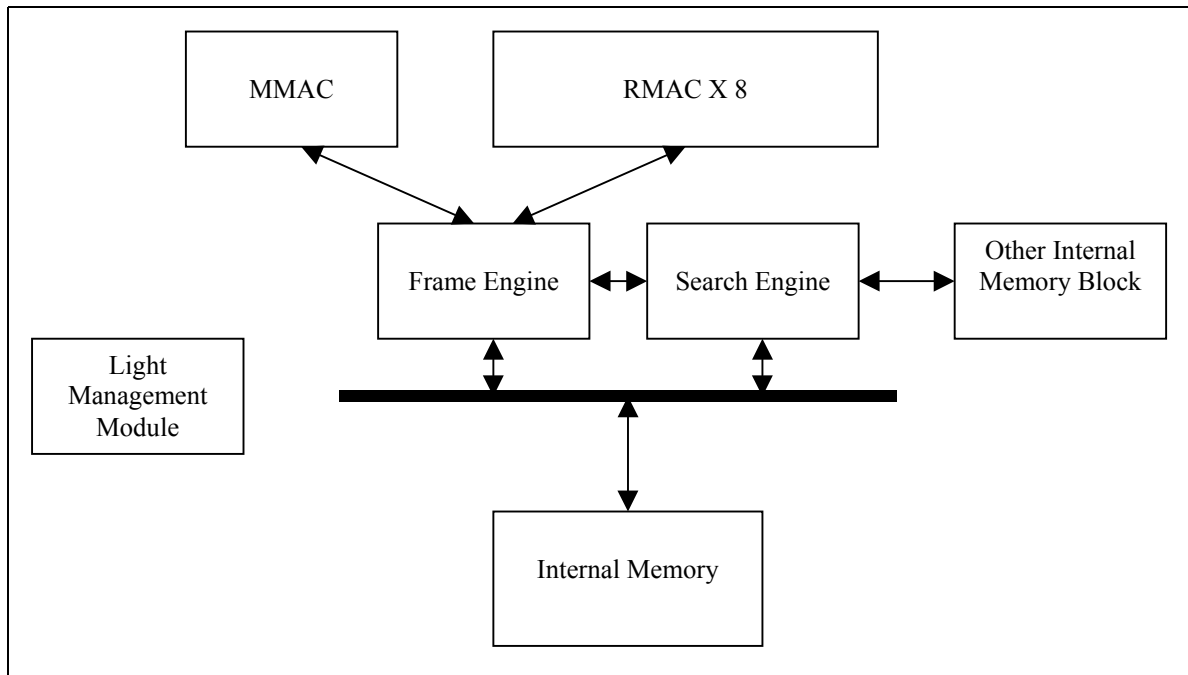 MMAC
RMAC X 8
Frame Engine
Search Engine
Other Internal
Memory Block
Light
Management
Module
Internal Memory